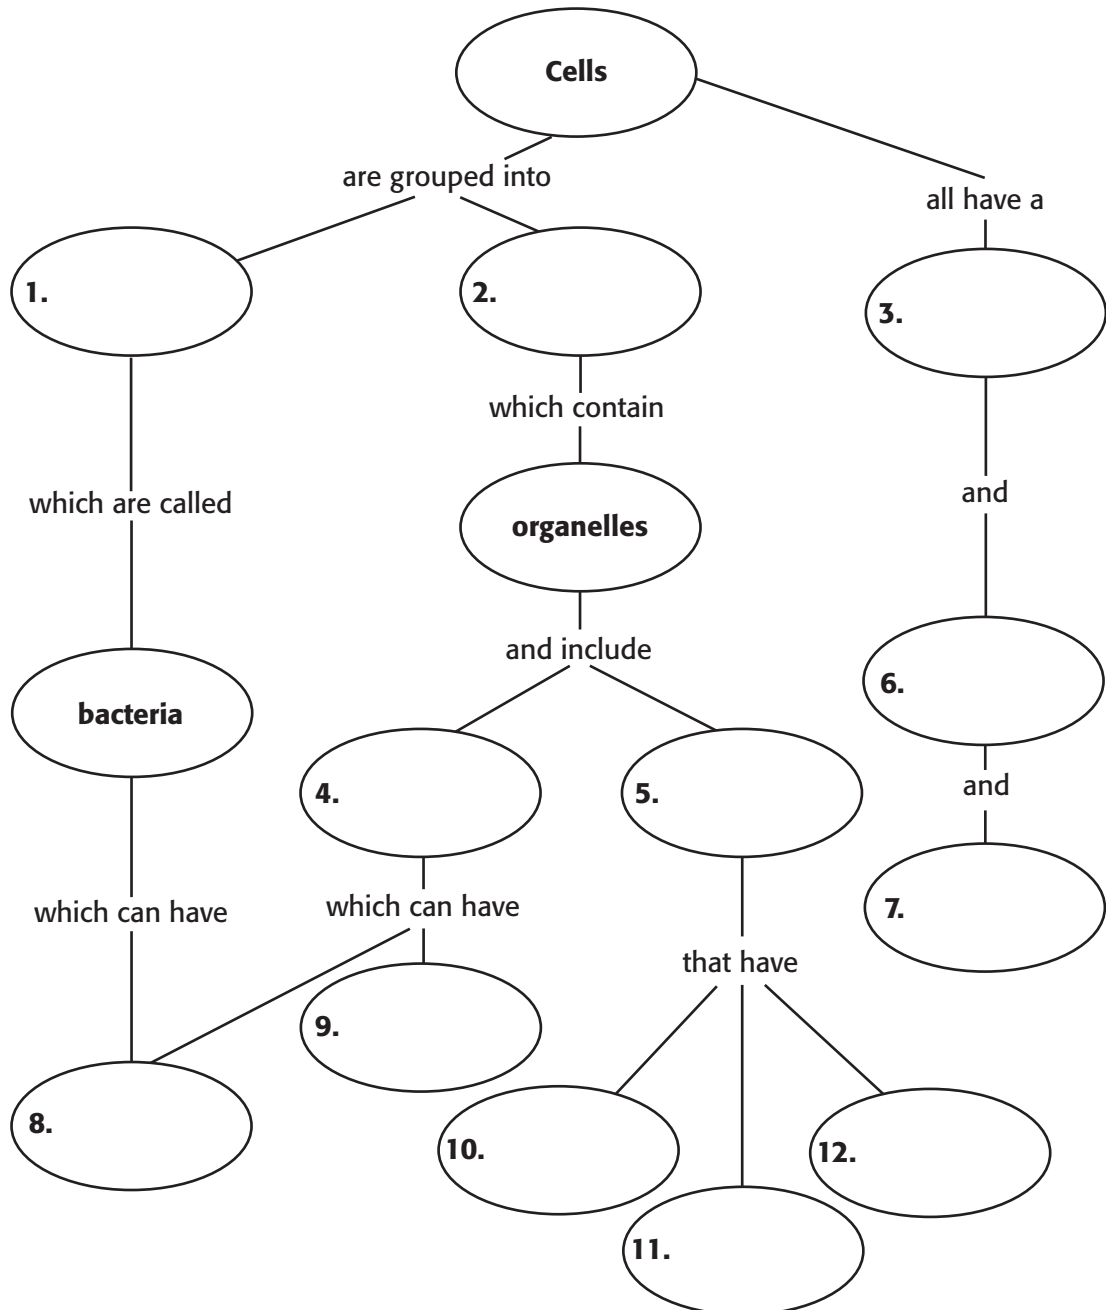 Cells
are grouped into
all have a
1.
2.
3.
which contain
which are called
and
organelles
and include
6.
bacteria
4.
5.
and
which can have
which can have
7.
that have
9.
8.
10.
12.
11.